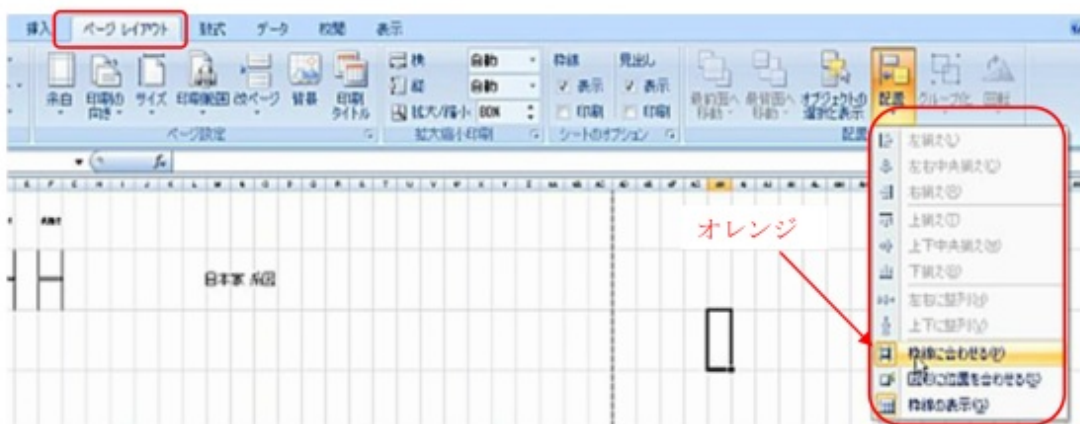 挿入 ページ レイアウト 数式 データ 校閲 表示
余白 印刷の向き サイズ 印刷範囲 改ページ 背景 印刷タイトル
横 自動
縦 自動
拡大/縮小 80%
枠線 見出し
表示 表示
印刷 印刷
最前面へ移動 最背面へ移動 オブジェクトの選択と表示 配置 グループ化 回転
ページ設定 拡大縮小印刷 シートのオプション 配置
fx
左揃え(L)
左右中央揃え(C)
右揃え(R)
上揃え(T)
上下中央揃え(M)
下揃え(B)
左右に整列(H)
上下に整列(V)
枠線に合わせる(P)
図形に位置を合わせる(S)
枠線の表示(G)
オレンジ
日本家 系図